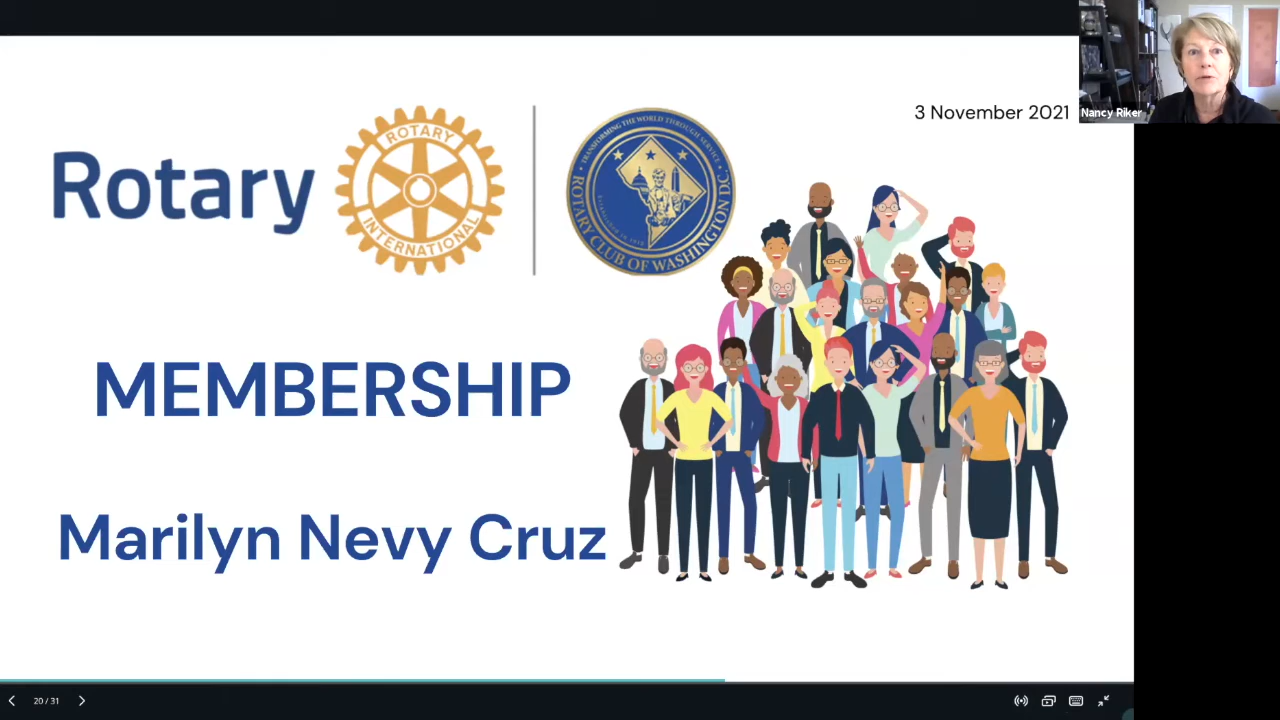 3 November 2021
Nancy Riker
Rotary
ROTARY
INTERNATIONAL
TRANSFORMING THE WORLD THROUGH SERVICE
ROTARY CLUB OF WASHINGTON D.C.
MEMBERSHIP
Marilyn Nevy Cruz
20 / 31